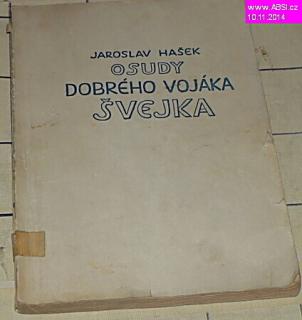 www.ABSI.cz
10.11.2014
JAROSLAV HAŠEK
OSUDY
DOBRÉHO VOJÁKA
ŠVEJKA